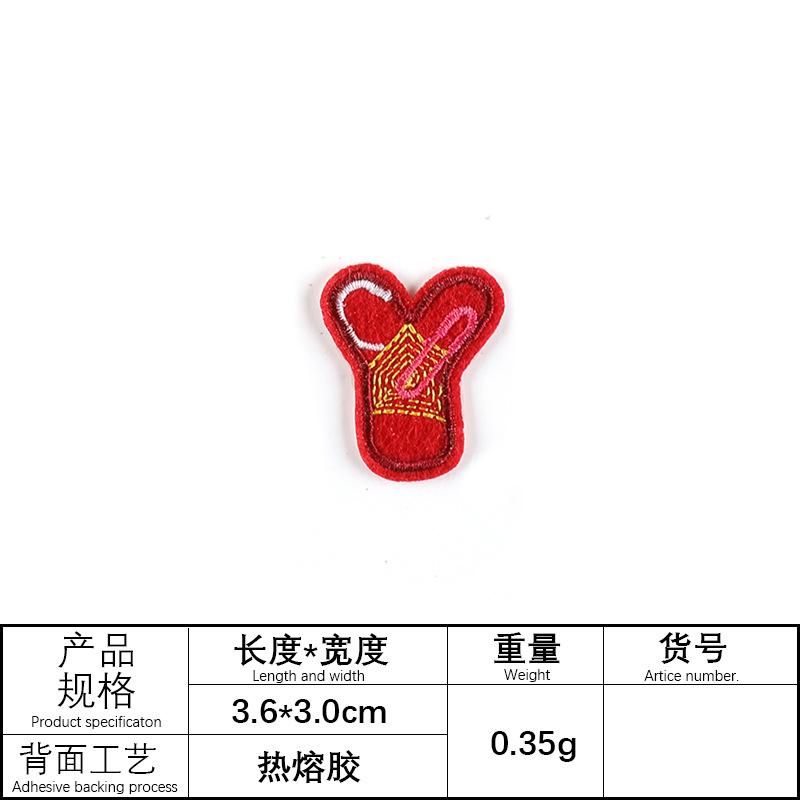 Y
产品
规格
Product specificaton
长度*宽度
Length and width
重量
Weight
货号
Artice number.
3.6*3.0cm
0.35g
背面工艺
Adhesive backing process
热熔胶